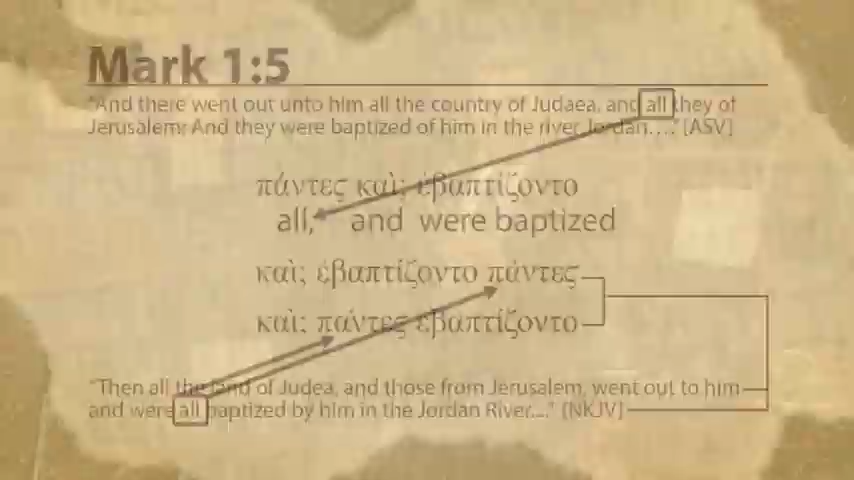 Mark 1:5
"And there went out unto him all the country of Judaea, and all they of
Jerusalem; And they were baptized of him in the river Jordan...." [ASV]
πάντες καὶ; ἐβαπτίζοντο
all, and were baptized
καὶ; ἐβαπτίζοντο πάντες
καὶ; πάντες ἐβαπτίζοντο
"Then all the land of Judea, and those from Jerusalem, went out to him
and were all baptized by him in the Jordan River...." [NKJV]